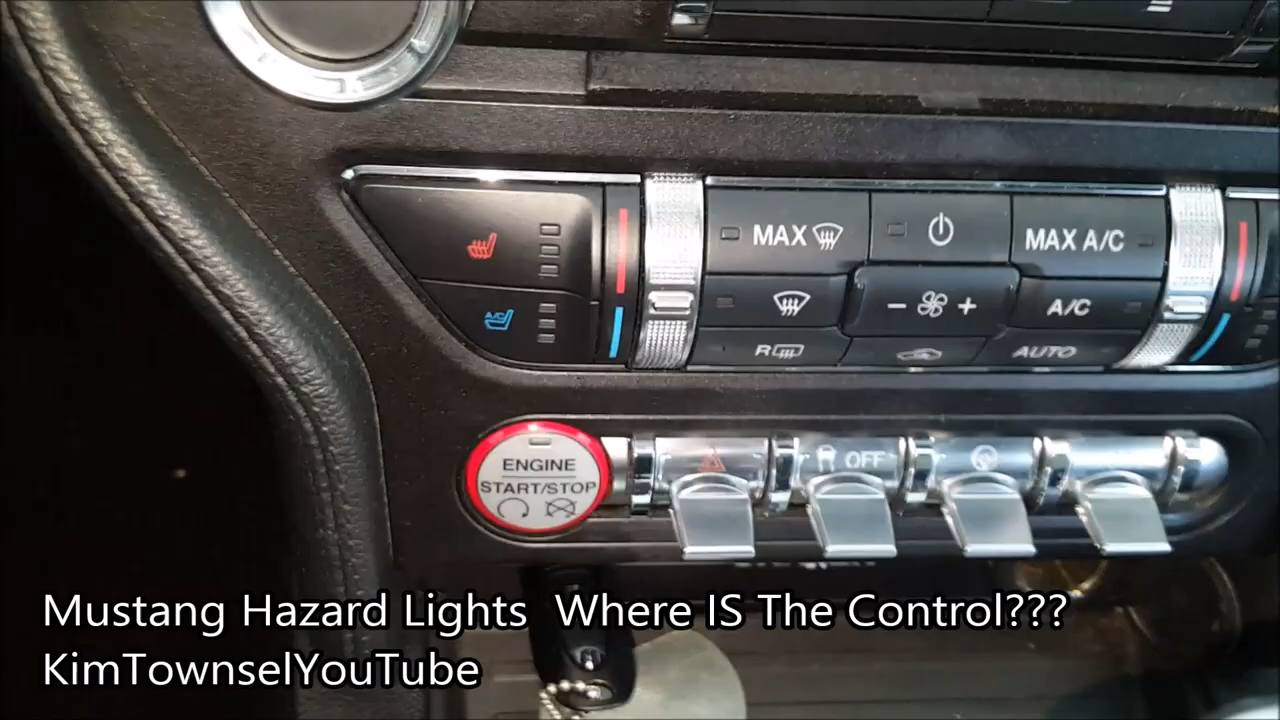 MAX
MAX A/C
A/C
- +
A/C
R
AUTO
ENGINE
START/STOP
OFF
Mustang Hazard Lights Where IS The Control???
KimTownselYouTube